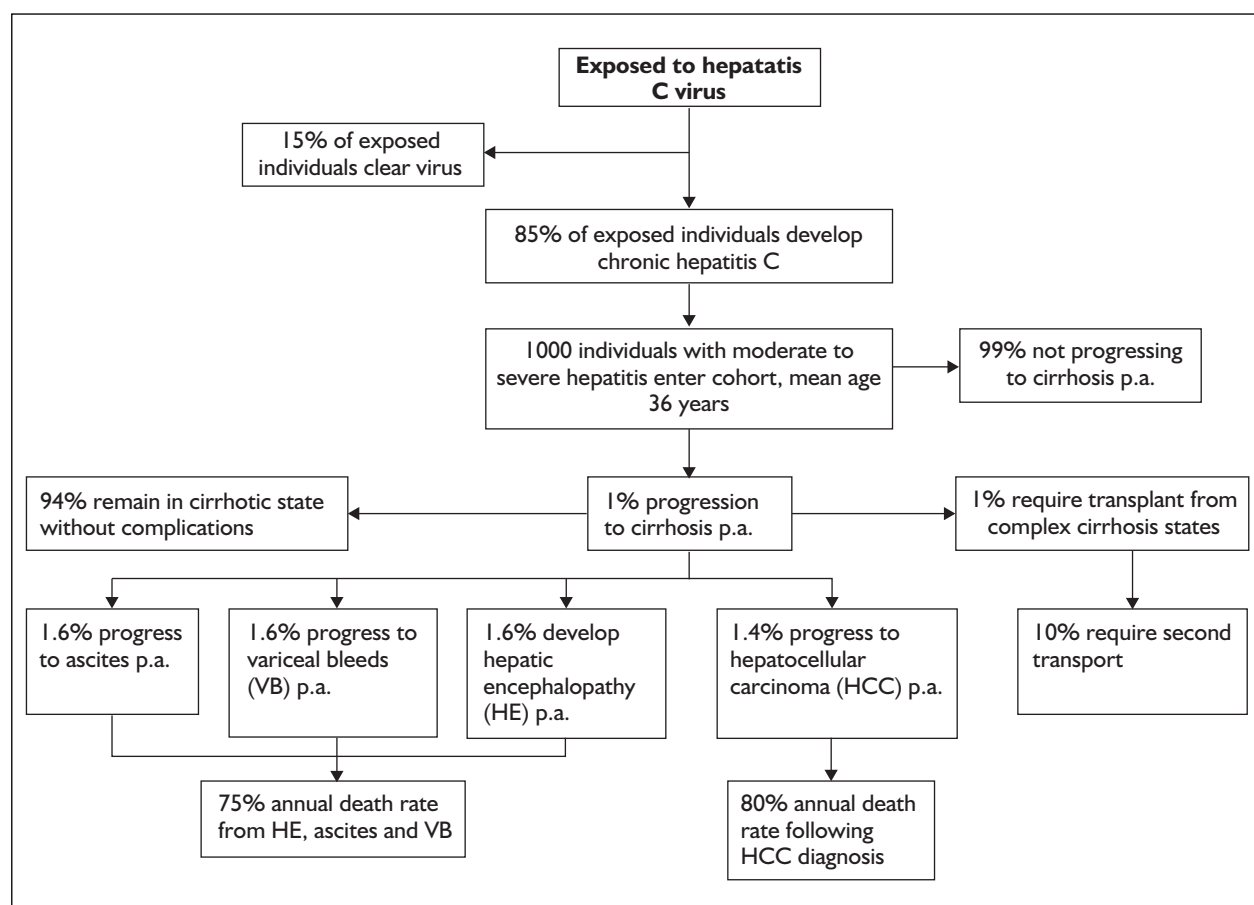 Exposed to hepatatis
C virus
15% of exposed
individuals clear virus
85% of exposed individuals develop
chronic hepatitis C
1000 individuals with moderate to
severe hepatitis enter cohort, mean age
36 years
99% not progressing
to cirrhosis p.a.
94% remain in cirrhotic state
without complications
1% progression
to cirrhosis p.a.
1% require transplant from
complex cirrhosis states
1.6% progress
to ascites p.a.
1.6% progress to
variceal bleeds
(VB) p.a.
1.6% develop
hepatic
encephalopathy
(HE) p.a.
1.4% progress to
hepatocellular
carcinoma (HCC) p.a.
10% require second
transport
75% annual death rate
from HE, ascites and VB
80% annual death
rate following
HCC diagnosis